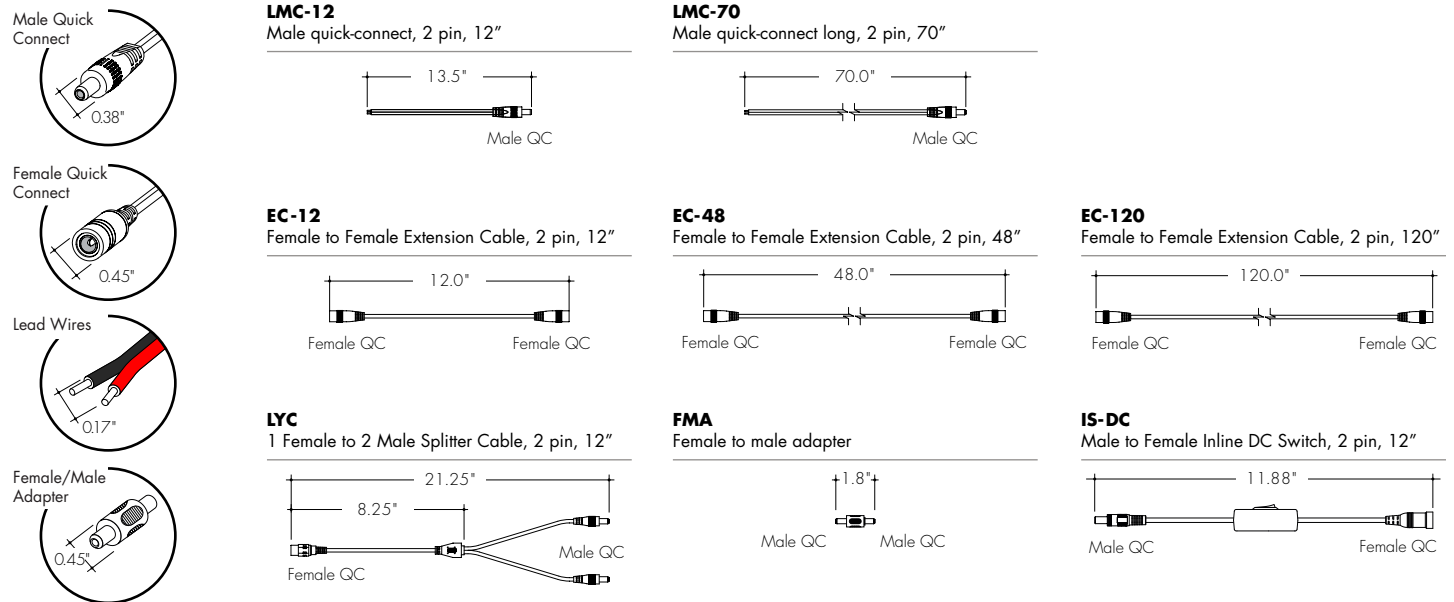 Male Quick
Connect
0.38"
Female Quick
Connect
0.45"
Lead Wires
0.17"
Female/Male
Adapter
0.45"
LMC-12
Male quick-connect, 2 pin, 12”
13.5"
Male QC
LMC-70
Male quick-connect long, 2 pin, 70”
70.0"
Male QC
EC-12
Female to Female Extension Cable, 2 pin, 12”
12.0"
Female QC Female QC
EC-48
Female to Female Extension Cable, 2 pin, 48”
48.0"
Female QC Female QC
EC-120
Female to Female Extension Cable, 2 pin, 120”
120.0"
Female QC Female QC
LYC
1 Female to 2 Male Splitter Cable, 2 pin, 12”
21.25"
8.25"
Male QC
Female QC
FMA
Female to male adapter
1.8"
Male QC Male QC
IS-DC
Male to Female Inline DC Switch, 2 pin, 12”
11.88"
Male QC Female QC